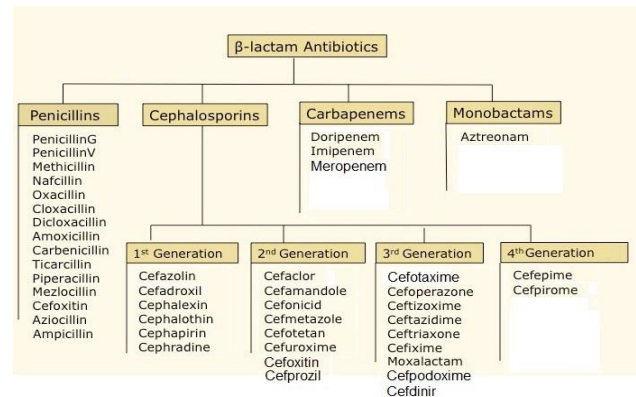 β-lactam Antibiotics
Penicillins
PenicillinG
PenicillinV
Methicillin
Nafcillin
Oxacillin
Cloxacillin
Dicloxacillin
Amoxicillin
Carbenicillin
Ticarcillin
Piperacillin
Mezlocillin
Cefoxitin
Aziocillin
Ampicillin
Cephalosporins
1st Generation
Cefazolin
Cefadroxil
Cephalexin
Cephalothin
Cephapirin
Cephradine
2nd Generation
Cefaclor
Cefamandole
Cefonicid
Cefmetazole
Cefotetan
Cefuroxime
Cefoxitin
Cefprozil
3rd Generation
Cefotaxime
Cefoperazone
Ceftizoxime
Ceftazidime
Ceftriaxone
Cefixime
Moxalactam
Cefpodoxime
Cefdinir
4th Generation
Cefepime
Cefpirome
Carbapenems
Doripenem
Imipenem
Meropenem
Monobactams
Aztreonam